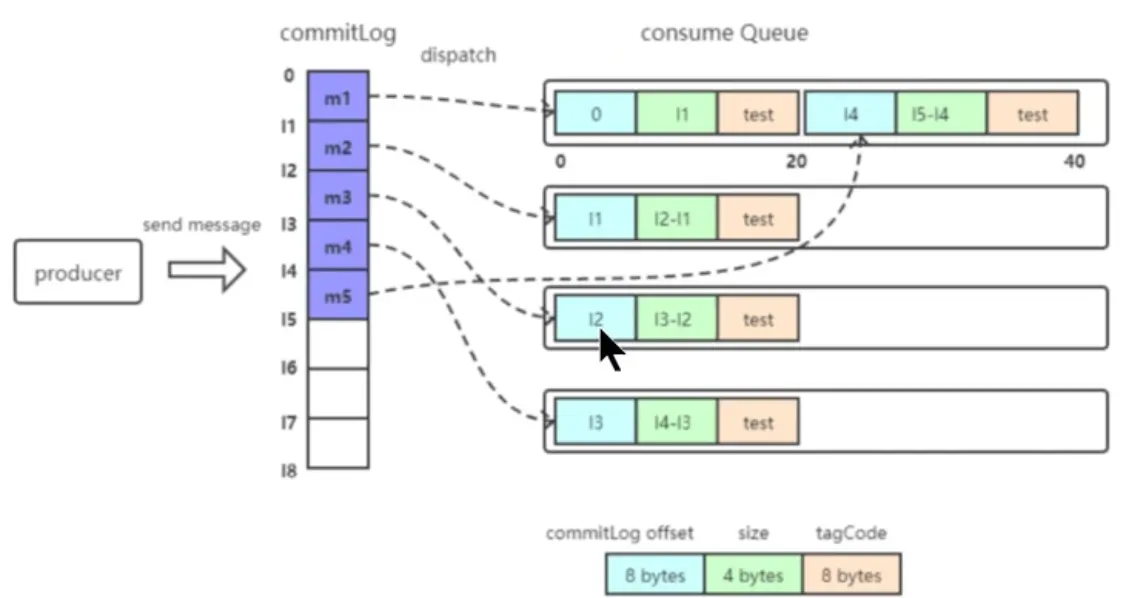 commitLog
consume Queue
dispatch
0
m1
0
l1
test
l4
l5-l4
test
l1
m2
0
20
40
l2
m3
l1
l2-l1
test
send message
l3
m4
producer
l4
m5
l2
l3-l2
test
l5
l6
l7
l3
l4-l3
test
l8
commitLog offset
size
tagCode
8 bytes
4 bytes
8 bytes